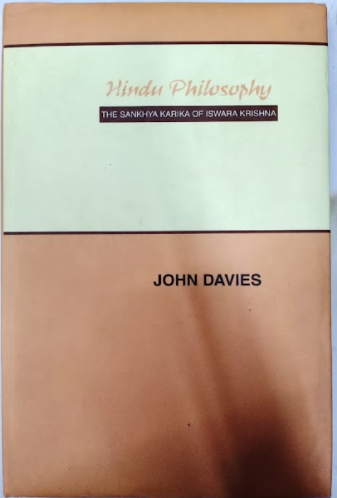 Hindu Philosophy
THE SANKHYA KARIKA OF ISWARA KRISHNA
JOHN DAVIES